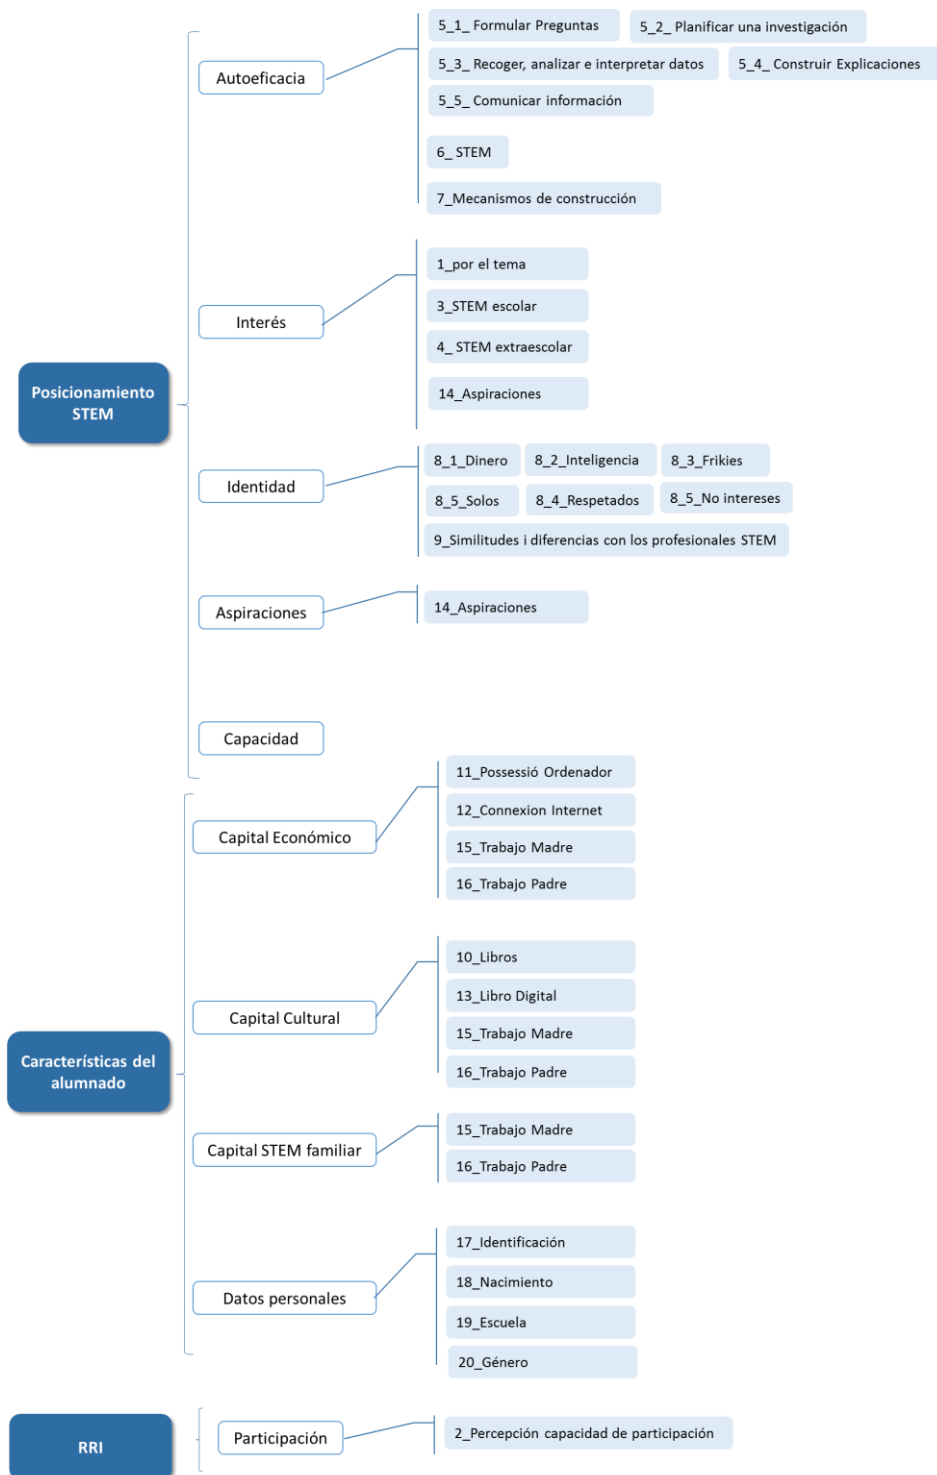 Posicionamiento
STEM
Autoeficacia
5_1_ Formular Preguntas
5_2_ Planificar una investigación
5_3_ Recoger, analizar e interpretar datos
5_4_ Construir Explicaciones
5_5_ Comunicar información
6_ STEM
7_Mecanismos de construcción
Interés
1_por el tema
3_STEM escolar
4_ STEM extraescolar
14_Aspiraciones
Identidad
8_1_Dinero
8_2_Inteligencia
8_3_Frikies
8_5_Solos
8_4_Respetados
8_5_No intereses
9_Similitudes i diferencias con los profesionales STEM
Aspiraciones
14_Aspiraciones
Capacidad
Características del
alumnado
Capital Económico
11_Possessió Ordenador
12_Connexion Internet
15_Trabajo Madre
16_Trabajo Padre
Capital Cultural
10_Libros
13_Libro Digital
15_Trabajo Madre
16_Trabajo Padre
Capital STEM familiar
15_Trabajo Madre
16_Trabajo Padre
Datos personales
17_Identificación
18_Nacimiento
19_Escuela
20_Género
RRI
Participación
2_Percepción capacidad de participación